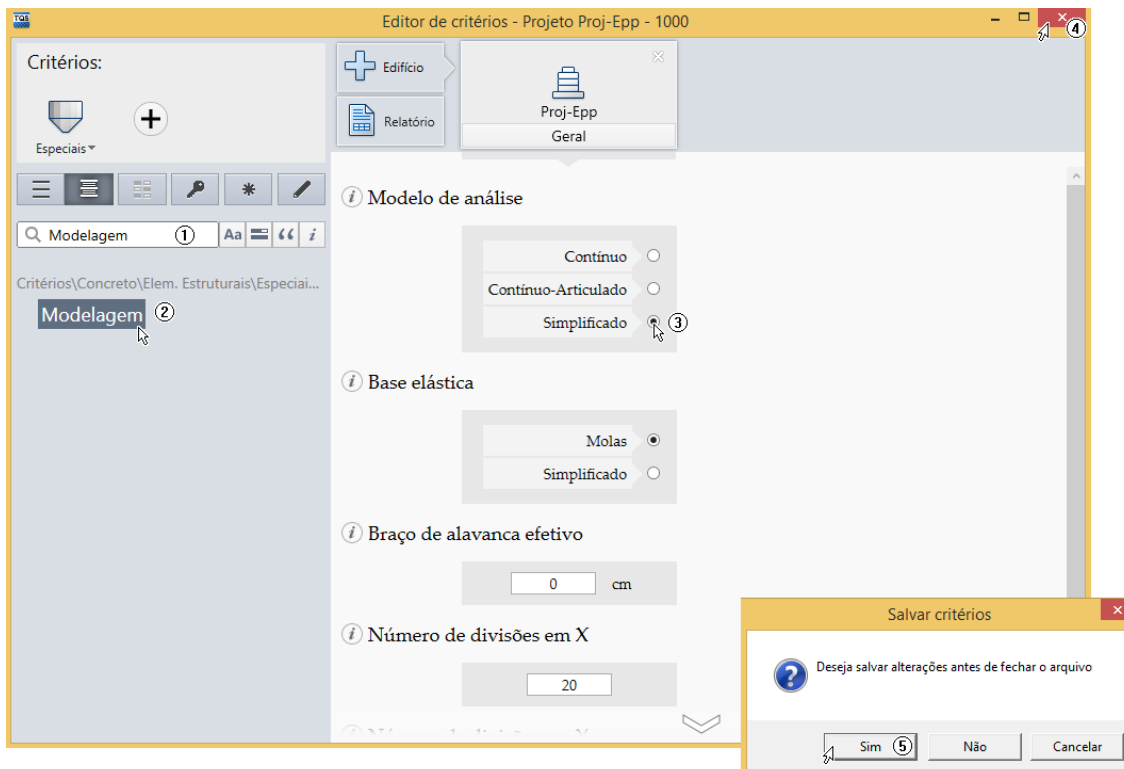 TQS
Editor de critérios - Projeto Proj-Epp - 1000
④
Critérios:
Especiais
Edifício
Relatório
Proj-Epp
Geral
Modelagem ①
Aa
i
Critérios\Concreto\Elem. Estruturais\Especiai...
Modelagem ②
i Modelo de análise
Contínuo
Contínuo-Articulado
Simplificado ③
i Base elástica
Molas
Simplificado
i Braço de alavanca efetivo
0 cm
i Número de divisões em X
20
Salvar critérios
Deseja salvar alterações antes de fechar o arquivo
Sim ⑤
Não
Cancelar